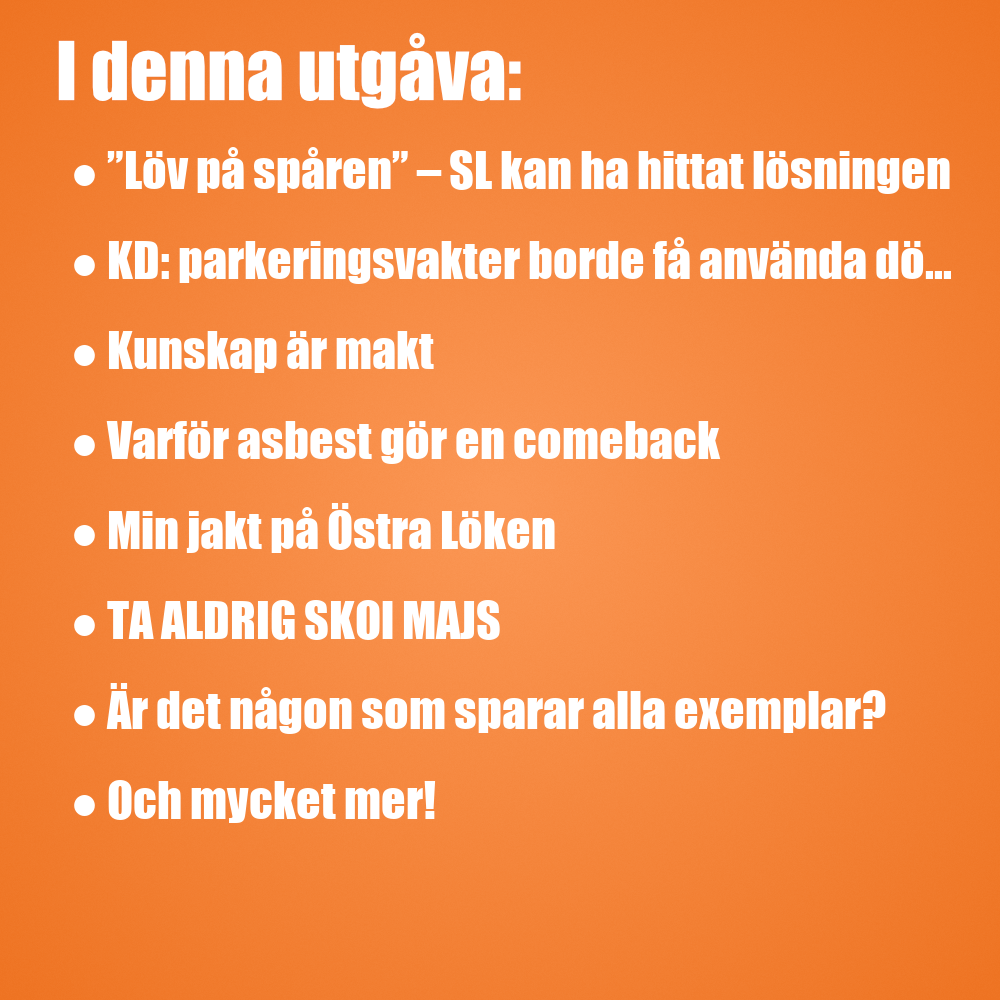 I denna utgåva:
• ”Löv på spåren” – SL kan ha hittat lösningen
• KD: parkeringsvakter borde få använda dö...
• Kunskap är makt
• Varför asbest gör en comeback
• Min jakt på Östra Löken
• TA ALDRIG SKOI MAJS
• Är det någon som sparar alla exemplar?
• Och mycket mer!